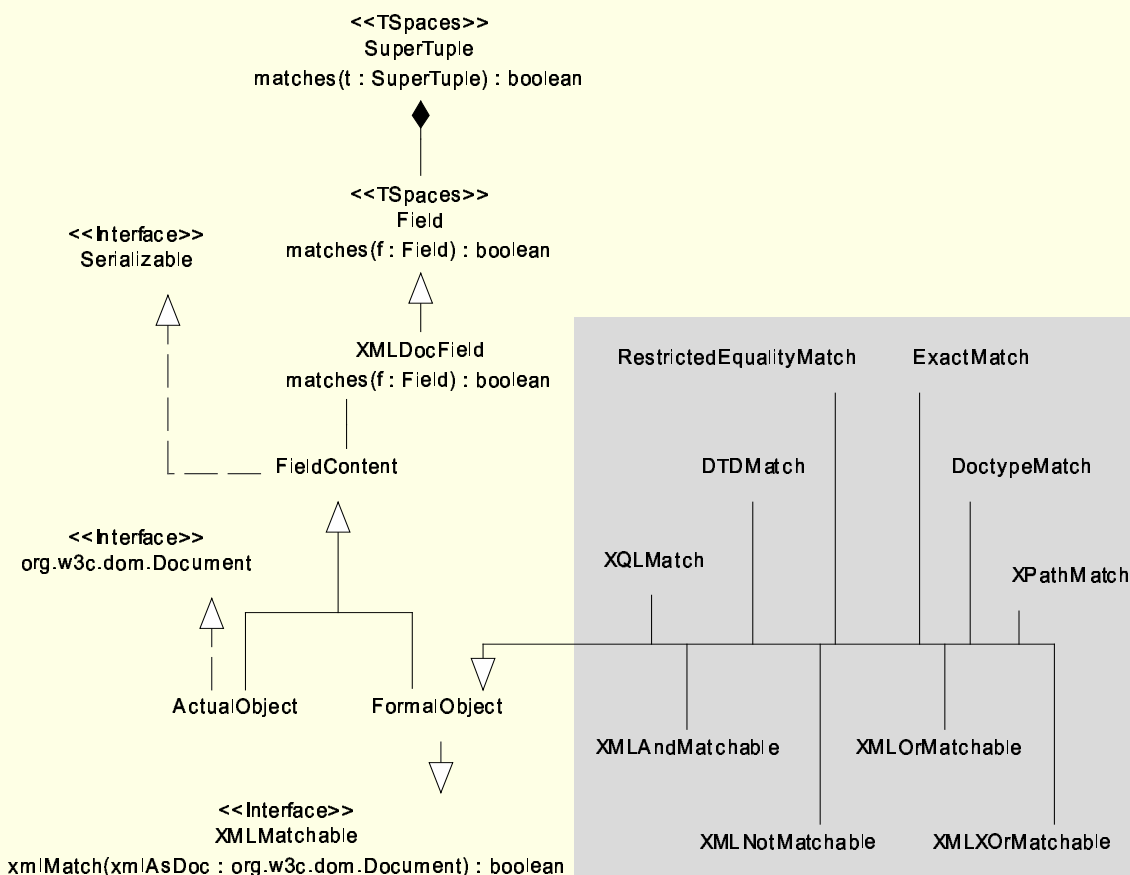 <<TSpaces>>
SuperTuple
matches(t : SuperTuple) : boolean
<<TSpaces>>
Field
matches(f : Field) : boolean
<<Interface>>
Serializable
XMLDocField
matches(f : Field) : boolean
RestrictedEqualityMatch
ExactMatch
FieldContent
DTDMatch
DoctypeMatch
<<Interface>>
org.w3c.dom.Document
XQLMatch
XPathMatch
ActualObject
FormalObject
XMLAndMatchable
XMLOrMatchable
<<Interface>>
XMLMatchable
xmlMatch(xmlAsDoc : org.w3c.dom.Document) : boolean
XMLNotMatchable
XMLXOrMatchable